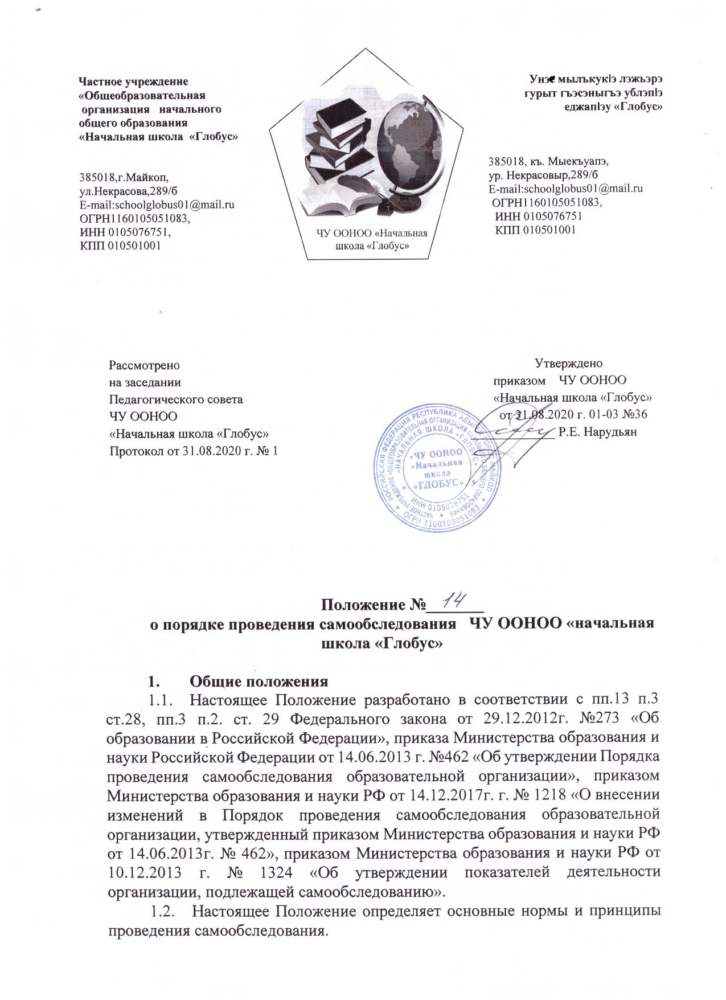 Частное учреждение
«Общеобразовательная
организация начального
общего образования
«Начальная школа «Глобус»
385018,г.Майкоп,
ул.Некрасова,289/б
E-mail:schoolglobus01@mail.ru
ОГРН1160105051083,
ИНН 0105076751,
КПП 010501001
ЧУ ООНОО «Начальная
школа «Глобус»
мылъкукIэ лэжьэрэ
гурыт гъэсэныгъэ ублэпIэ
еджапIэу «Глобус»
385018, къ. Мыекъуапэ,
ур. Некрасовыр,289/б
E-mail:schoolglobus01@mail.ru
ОГРН1160105051083,
ИНН 0105076751
КПП 010501001
Рассмотрено
на заседании
Педагогического совета
ЧУ ООНОО
«Начальная школа «Глобус»
Протокол от 31.08.2020 г. № 1
Утверждено
приказом ЧУ ООНОО
«Начальная школа «Глобус»
от 31.08.2020 г. 01-03 №36
Р.Е. Нарудьян
РОССИЙСКАЯ ФЕДЕРАЦИЯ РЕСПУБЛИКА АДЫГЕЯ ГОРОД МАЙКОП
* ОГРН 1160105051083 *
ЧАСТНОЕ УЧРЕЖДЕНИЕ «ОБЩЕОБРАЗОВАТЕЛЬНАЯ ОРГАНИЗАЦИЯ НАЧАЛЬНОГО ОБЩЕГО ОБРАЗОВАНИЯ
«НАЧАЛЬНАЯ ШКОЛА «ГЛОБУС»
* ИНН 0105076751 *
«ЧУ ООНОО
«Начальная
школа
«ГЛОБУС»
Положение № 14
о порядке проведения самообследования ЧУ ООНОО «начальная
школа «Глобус»
1. Общие положения
1.1. Настоящее Положение разработано в соответствии с пп.13 п.3
ст.28, пп.3 п.2. ст. 29 Федерального закона от 29.12.2012г. №273 «Об
образовании в Российской Федерации», приказа Министерства образования и
науки Российской Федерации от 14.06.2013 г. №462 «Об утверждении Порядка
проведения самообследования образовательной организации», приказом
Министерства образования и науки РФ от 14.12.2017г. г. № 1218 «О внесении
изменений в Порядок проведения самообследования образовательной
организации, утвержденный приказом Министерства образования и науки РФ
от 14.06.2013г. № 462», приказом Министерства образования и науки РФ от
10.12.2013 г. № 1324 «Об утверждении показателей деятельности
организации, подлежащей самообследованию».
1.2. Настоящее Положение определяет основные нормы и принципы
проведения самообследования.